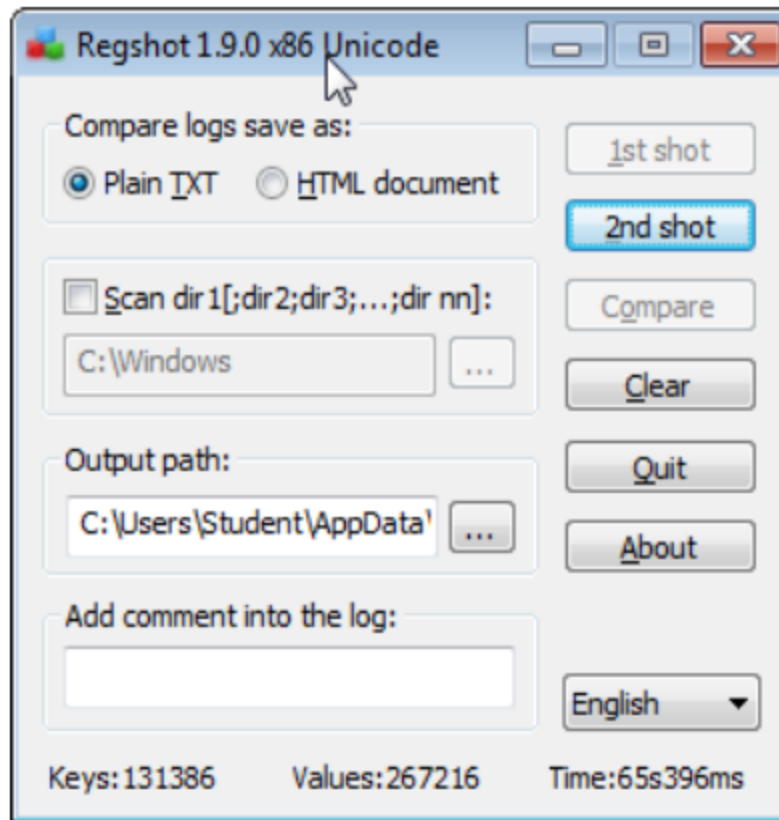 Regshot 1.9.0 x86 Unicode
Compare logs save as:
Plain TXT HTML document
1st shot
2nd shot
Scan dir1[;dir2;dir3;...;dir nn]:
C:\Windows ...
Compare
Clear
Output path:
C:\Users\Student\AppData\ ...
Quit
About
Add comment into the log:
English
Keys:131386 Values:267216 Time:65s396ms